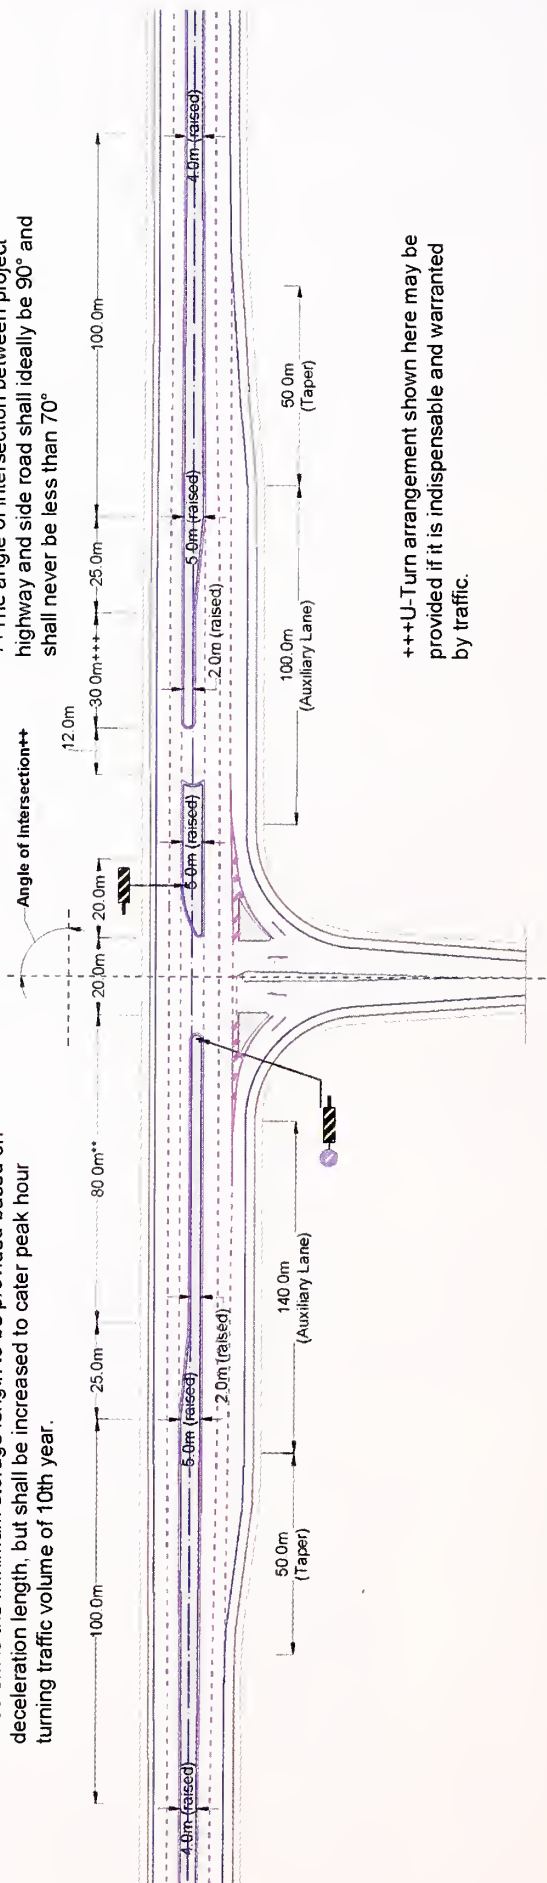 deceleration length, but shall be increased to cater peak hour
turning traffic volume of 10th year.
highway and side road shall ideally be 90° and
shall never be less than 70°
Angle of Intersection++
100.0m
25.0m
80.0m**
20.0m
20.0m
12.0m
30.0m+++
25.0m
100.0m
4.0m (raised)
5.0m (raised)
2.0m (raised)
5.0m (raised)
2.0m (raised)
5.0m (raised)
4.0m (raised)
50.0m
(Taper)
140.0m
(Auxiliary Lane)
100.0m
(Auxiliary Lane)
50.0m
(Taper)
+++U-Turn arrangement shown here may be
provided if it is indispensable and warranted
by traffic.